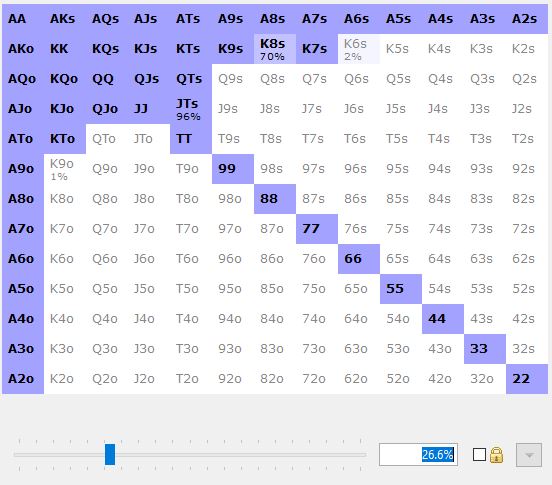 AA AKs AQs AJs ATs A9s A8s A7s A6s A5s A4s A3s A2s
AKo KK KQs KJs KTs K9s K8s K7s K6s K5s K4s K3s K2s
70% 2%
AQo KQo QQ QJs QTs Q9s Q8s Q7s Q6s Q5s Q4s Q3s Q2s
AJo KJo QJo JJ JTs J9s J8s J7s J6s J5s J4s J3s J2s
96%
ATo KTo QTo JTo TT T9s T8s T7s T6s T5s T4s T3s T2s
A9o K9o Q9o J9o T9o 99 98s 97s 96s 95s 94s 93s 92s
1%
A8o K8o Q8o J8o T8o 98o 88 87s 86s 85s 84s 83s 82s
A7o K7o Q7o J7o T7o 97o 87o 77 76s 75s 74s 73s 72s
A6o K6o Q6o J6o T6o 96o 86o 76o 66 65s 64s 63s 62s
A5o K5o Q5o J5o T5o 95o 85o 75o 65o 55 54s 53s 52s
A4o K4o Q4o J4o T4o 94o 84o 74o 64o 54o 44 43s 42s
A3o K3o Q3o J3o T3o 93o 83o 73o 63o 53o 43o 33 32s
A2o K2o Q2o J2o T2o 92o 82o 72o 62o 52o 42o 32o 22
26.6%